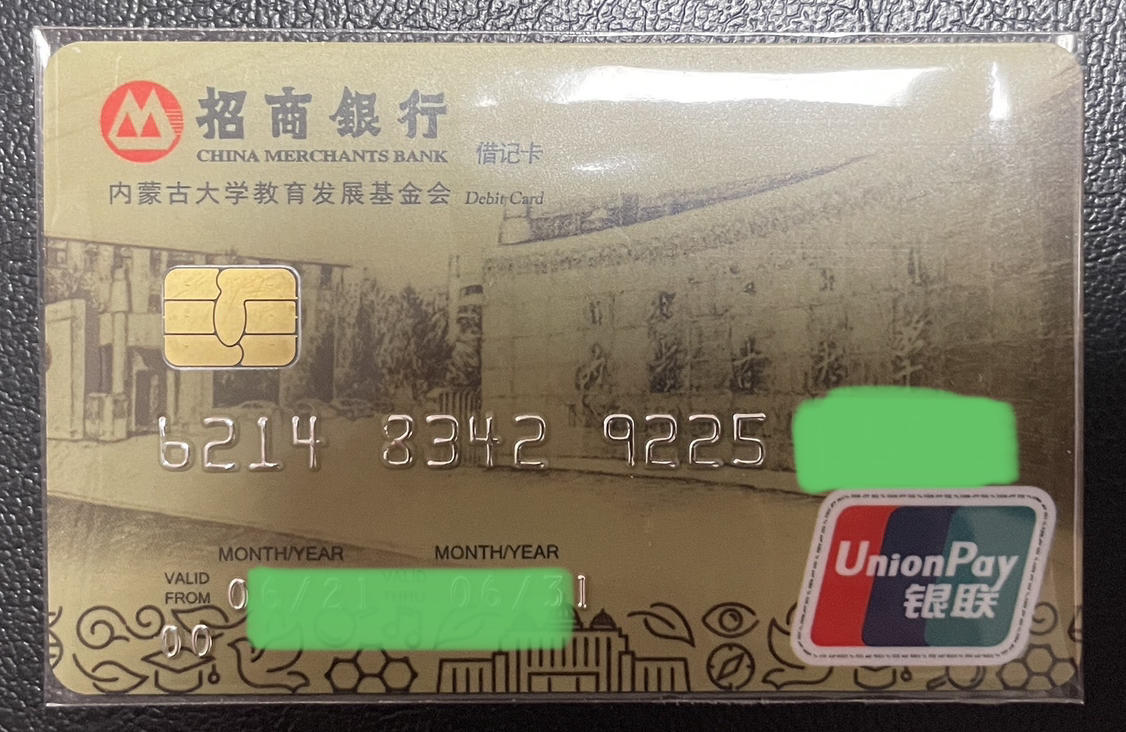 招商銀行
CHINA MERCHANTS BANK 借记卡
内蒙古大学教育发展基金会 Debit Card
6214 8342 9225
MONTH/YEAR MONTH/YEAR
VALID
FROM
00
UnionPay
银联